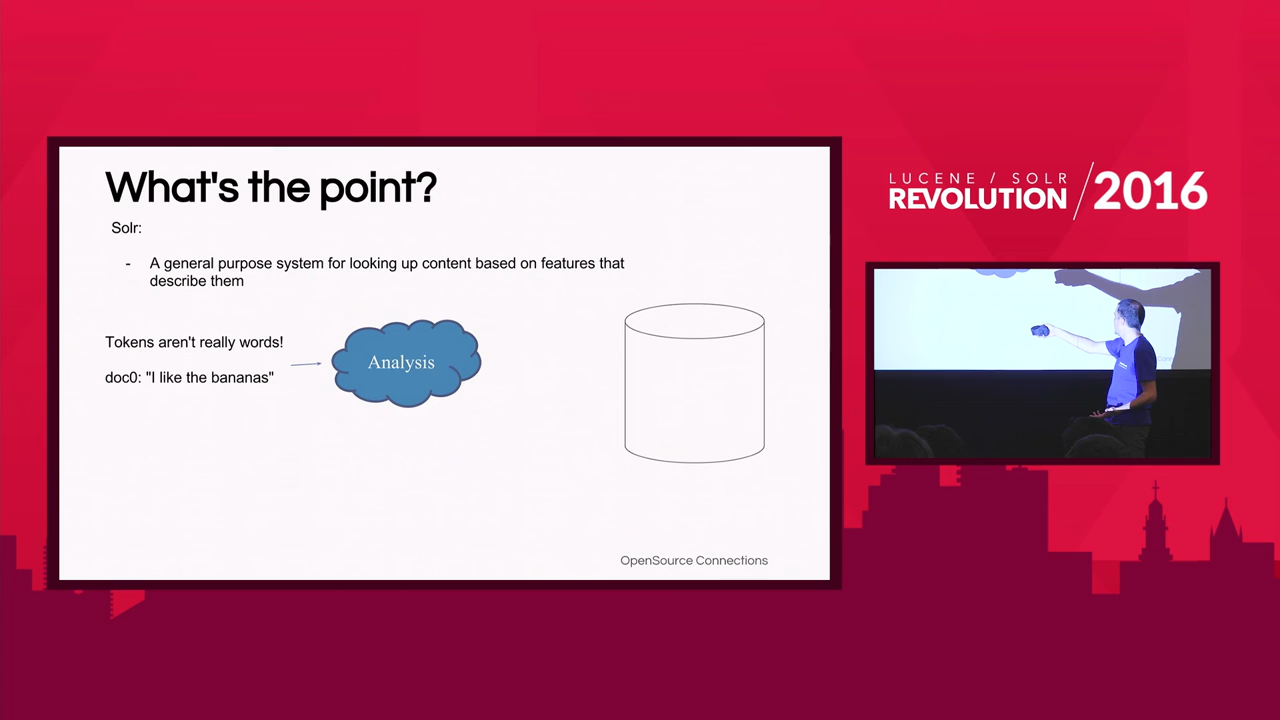 What's the point?
Solr:
- A general purpose system for looking up content based on features that
describe them
Tokens aren't really words!
doc0: "I like the bananas"
Analysis
OpenSource Connections
LUCENE / SOLR
REVOLUTION / 2016